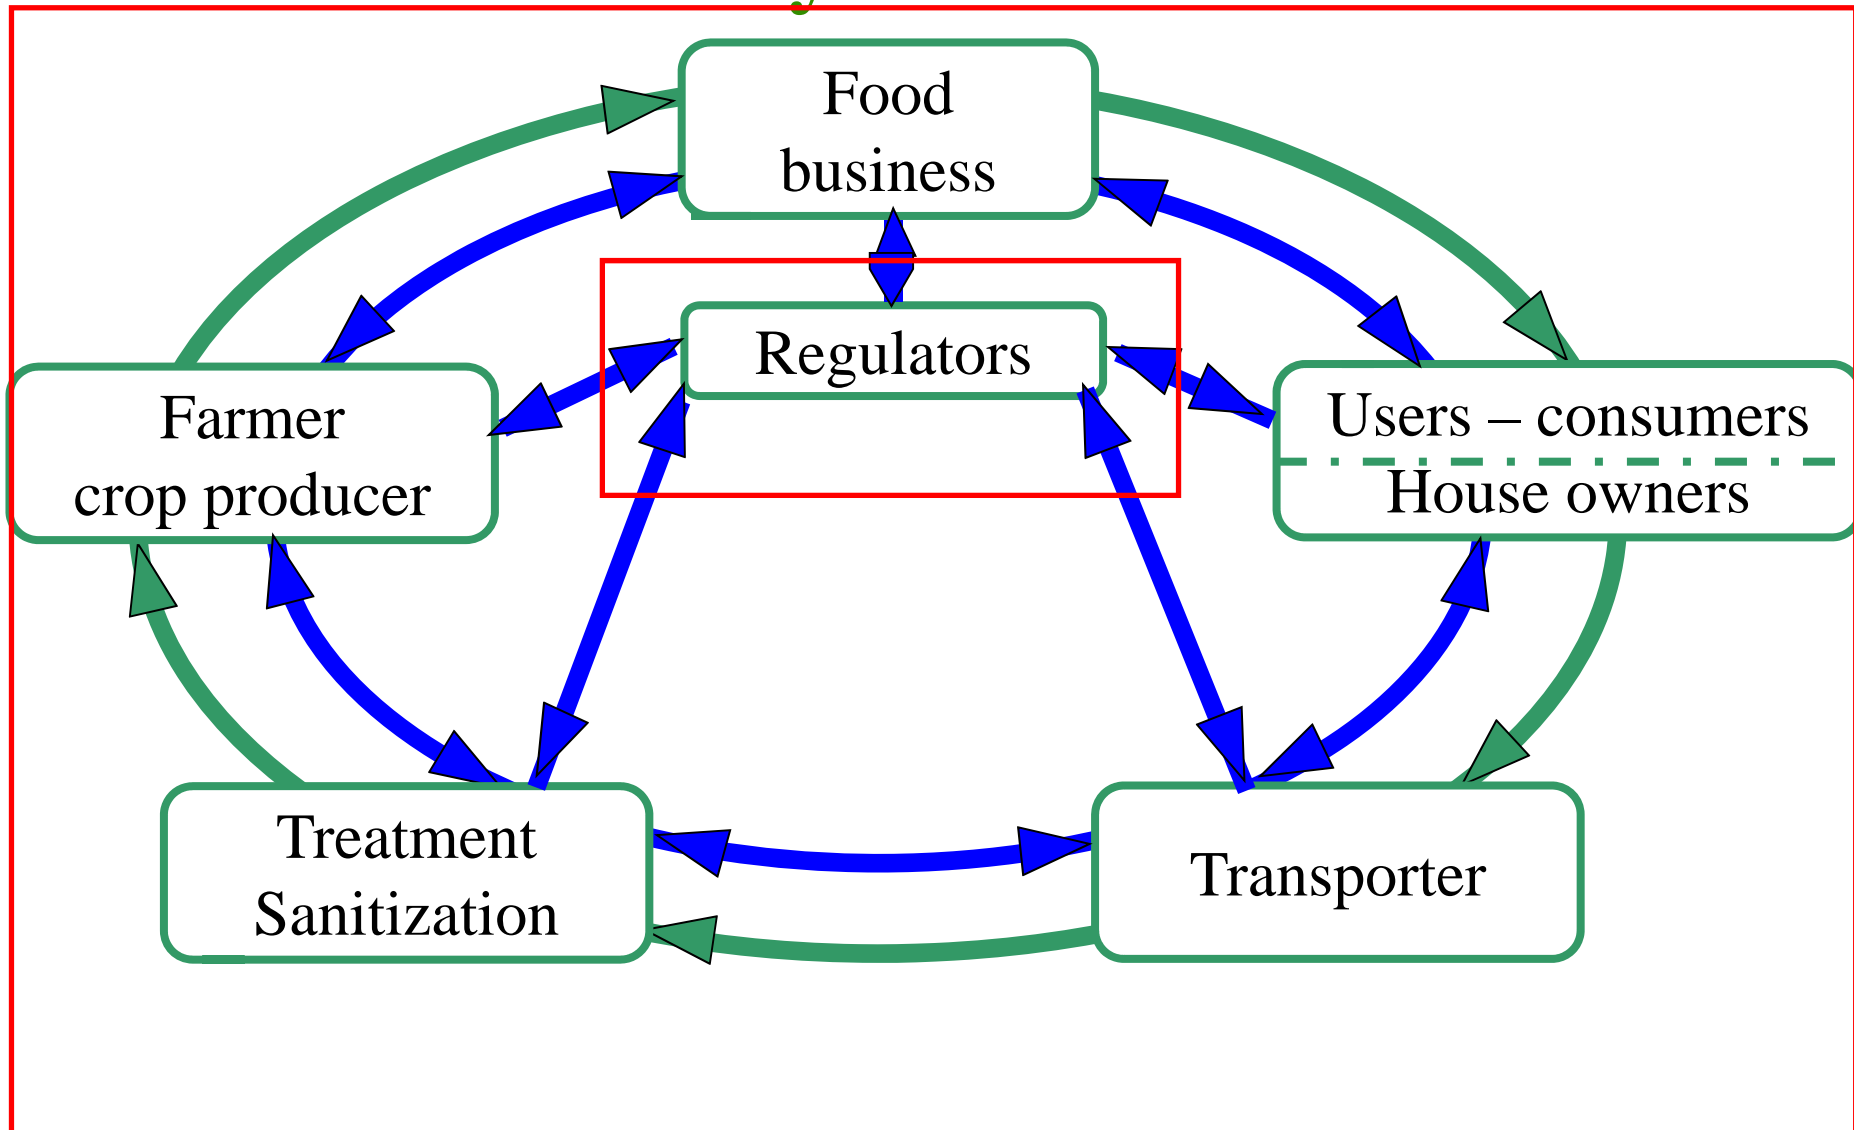 Food
business
Regulators
Farmer
crop producer
Users – consumers
House owners
Treatment
Sanitization
Transporter